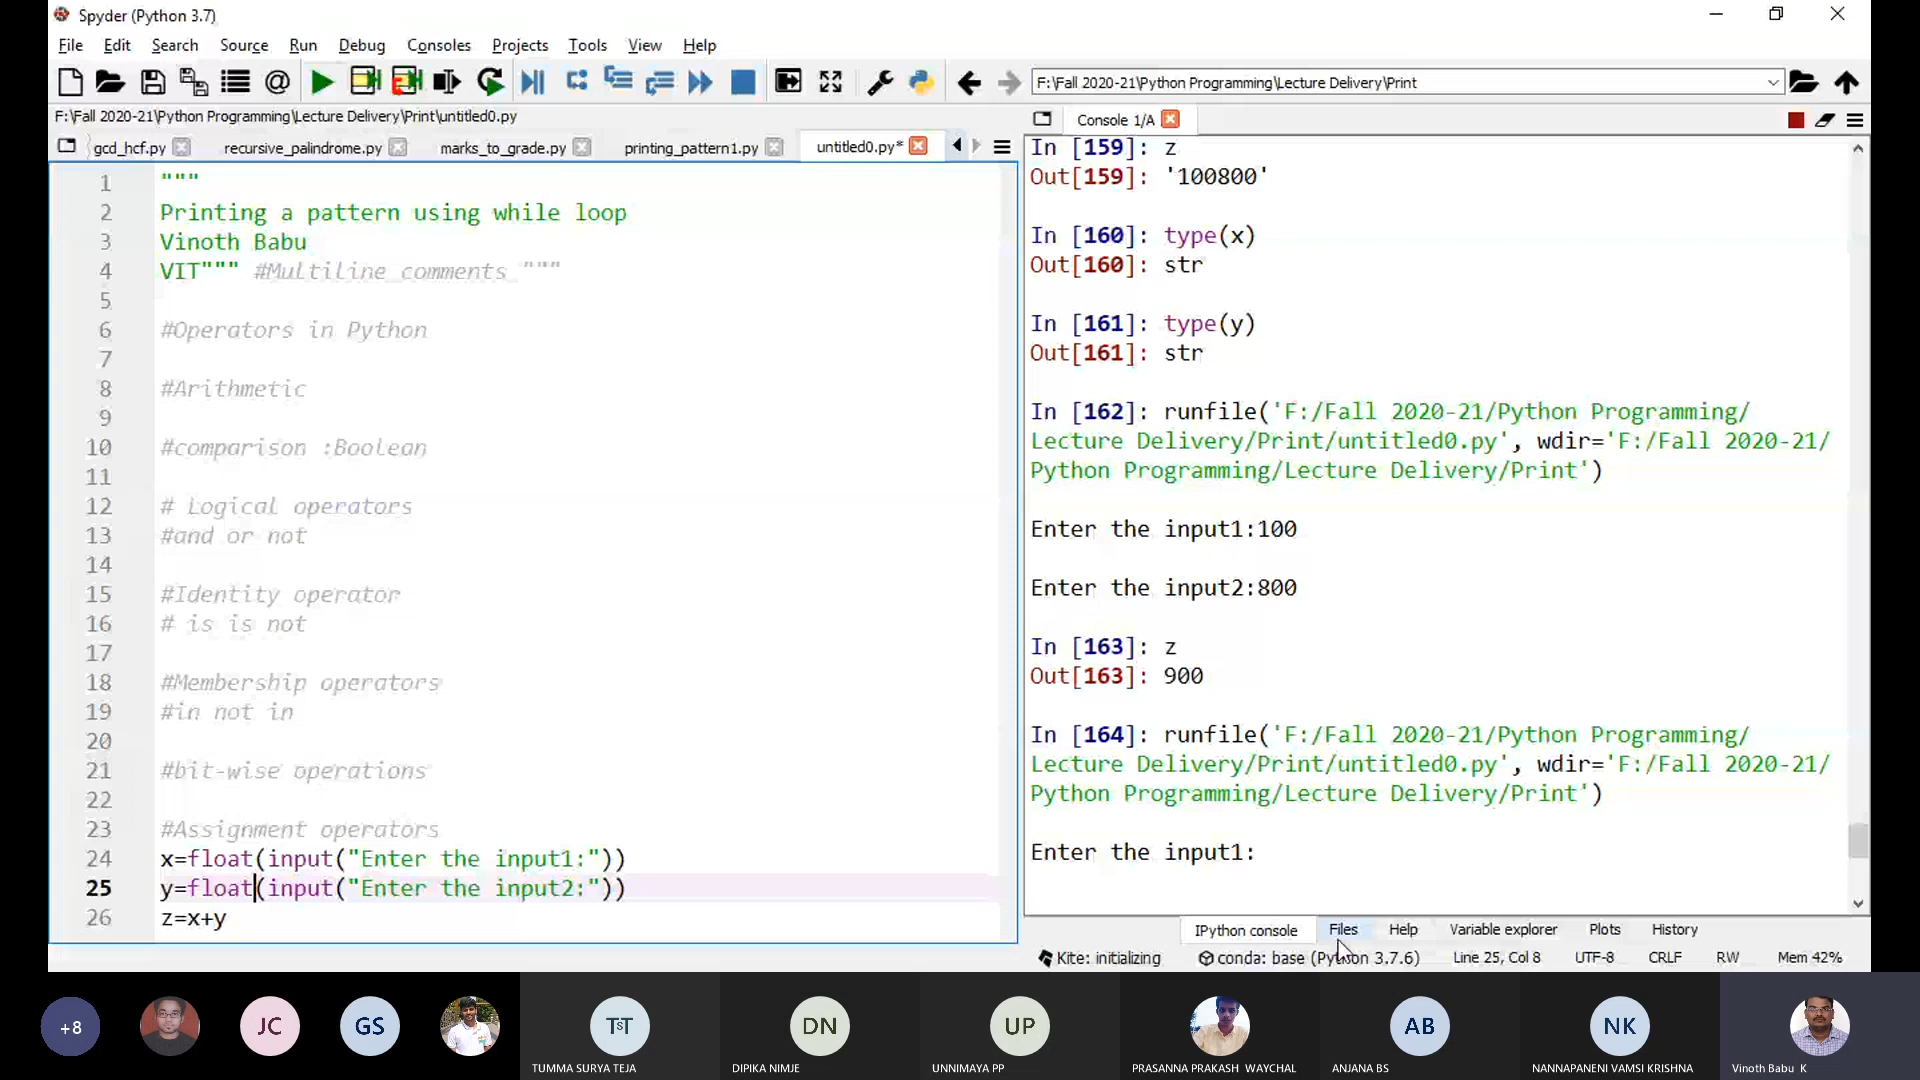 Spyder (Python 3.7)
File Edit Search Source Run Debug Consoles Projects Tools View Help
F:\Fall 2020-21\Python Programming\Lecture Delivery\Print
F:\Fall 2020-21\Python Programming\Lecture Delivery\Print\untitled0.py
gcd_hcf.py recursive_palindrome.py marks_to_grade.py printing_pattern1.py untitled0.py*
1 """
2 Printing a pattern using while loop
3 Vinoth Babu
4 VIT""" #Multiline comments """
5
6 #Operators in Python
7
8 #Arithmetic
9
10 #comparison :Boolean
11
12 # Logical operators
13 #and or not
14
15 #Identity operator
16 # is is not
17
18 #Membership operators
19 #in not in
20
21 #bit-wise operations
22
23 #Assignment operators
24 x=float(input("Enter the input1:"))
25 y=float(input("Enter the input2:"))
26 z=x+y
Console 1/A
In [159]: z
Out[159]: '100800'
In [160]: type(x)
Out[160]: str
In [161]: type(y)
Out[161]: str
In [162]: runfile('F:/Fall 2020-21/Python Programming/
Lecture Delivery/Print/untitled0.py', wdir='F:/Fall 2020-21/
Python Programming/Lecture Delivery/Print')
Enter the input1:100
Enter the input2:800
In [163]: z
Out[163]: 900
In [164]: runfile('F:/Fall 2020-21/Python Programming/
Lecture Delivery/Print/untitled0.py', wdir='F:/Fall 2020-21/
Python Programming/Lecture Delivery/Print')
Enter the input1:
IPython console Files Help Variable explorer Plots History
Kite: initializing conda: base (Python 3.7.6) Line 25, Col 8 UTF-8 CRLF RW Mem 42%
+8 JC GS TST DN UP AB NK
TUMMA SURYA TEJA DIPIKA NIMJE UNNIMAYA PP PRASANNA PRAKASH WAYCHAL ANJANA BS NANNAPANENI VAMSI KRISHNA Vinoth Babu K